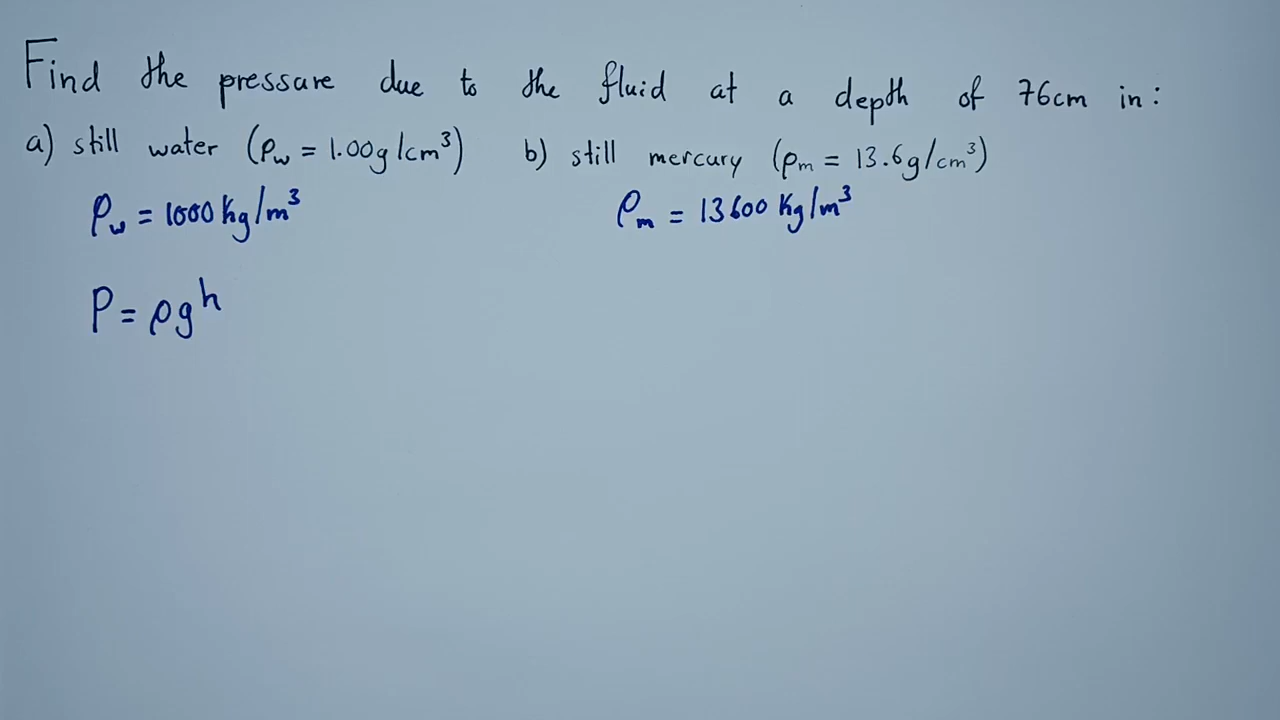 Find the pressure due to the fluid at a depth of 76cm in:
a) still water (ρw = 1.00g/cm³) b) still mercury (ρm = 13.6g/cm³)
ρw = 1000 Kg/m³ ρm = 13600 Kg/m³
P = ρgh